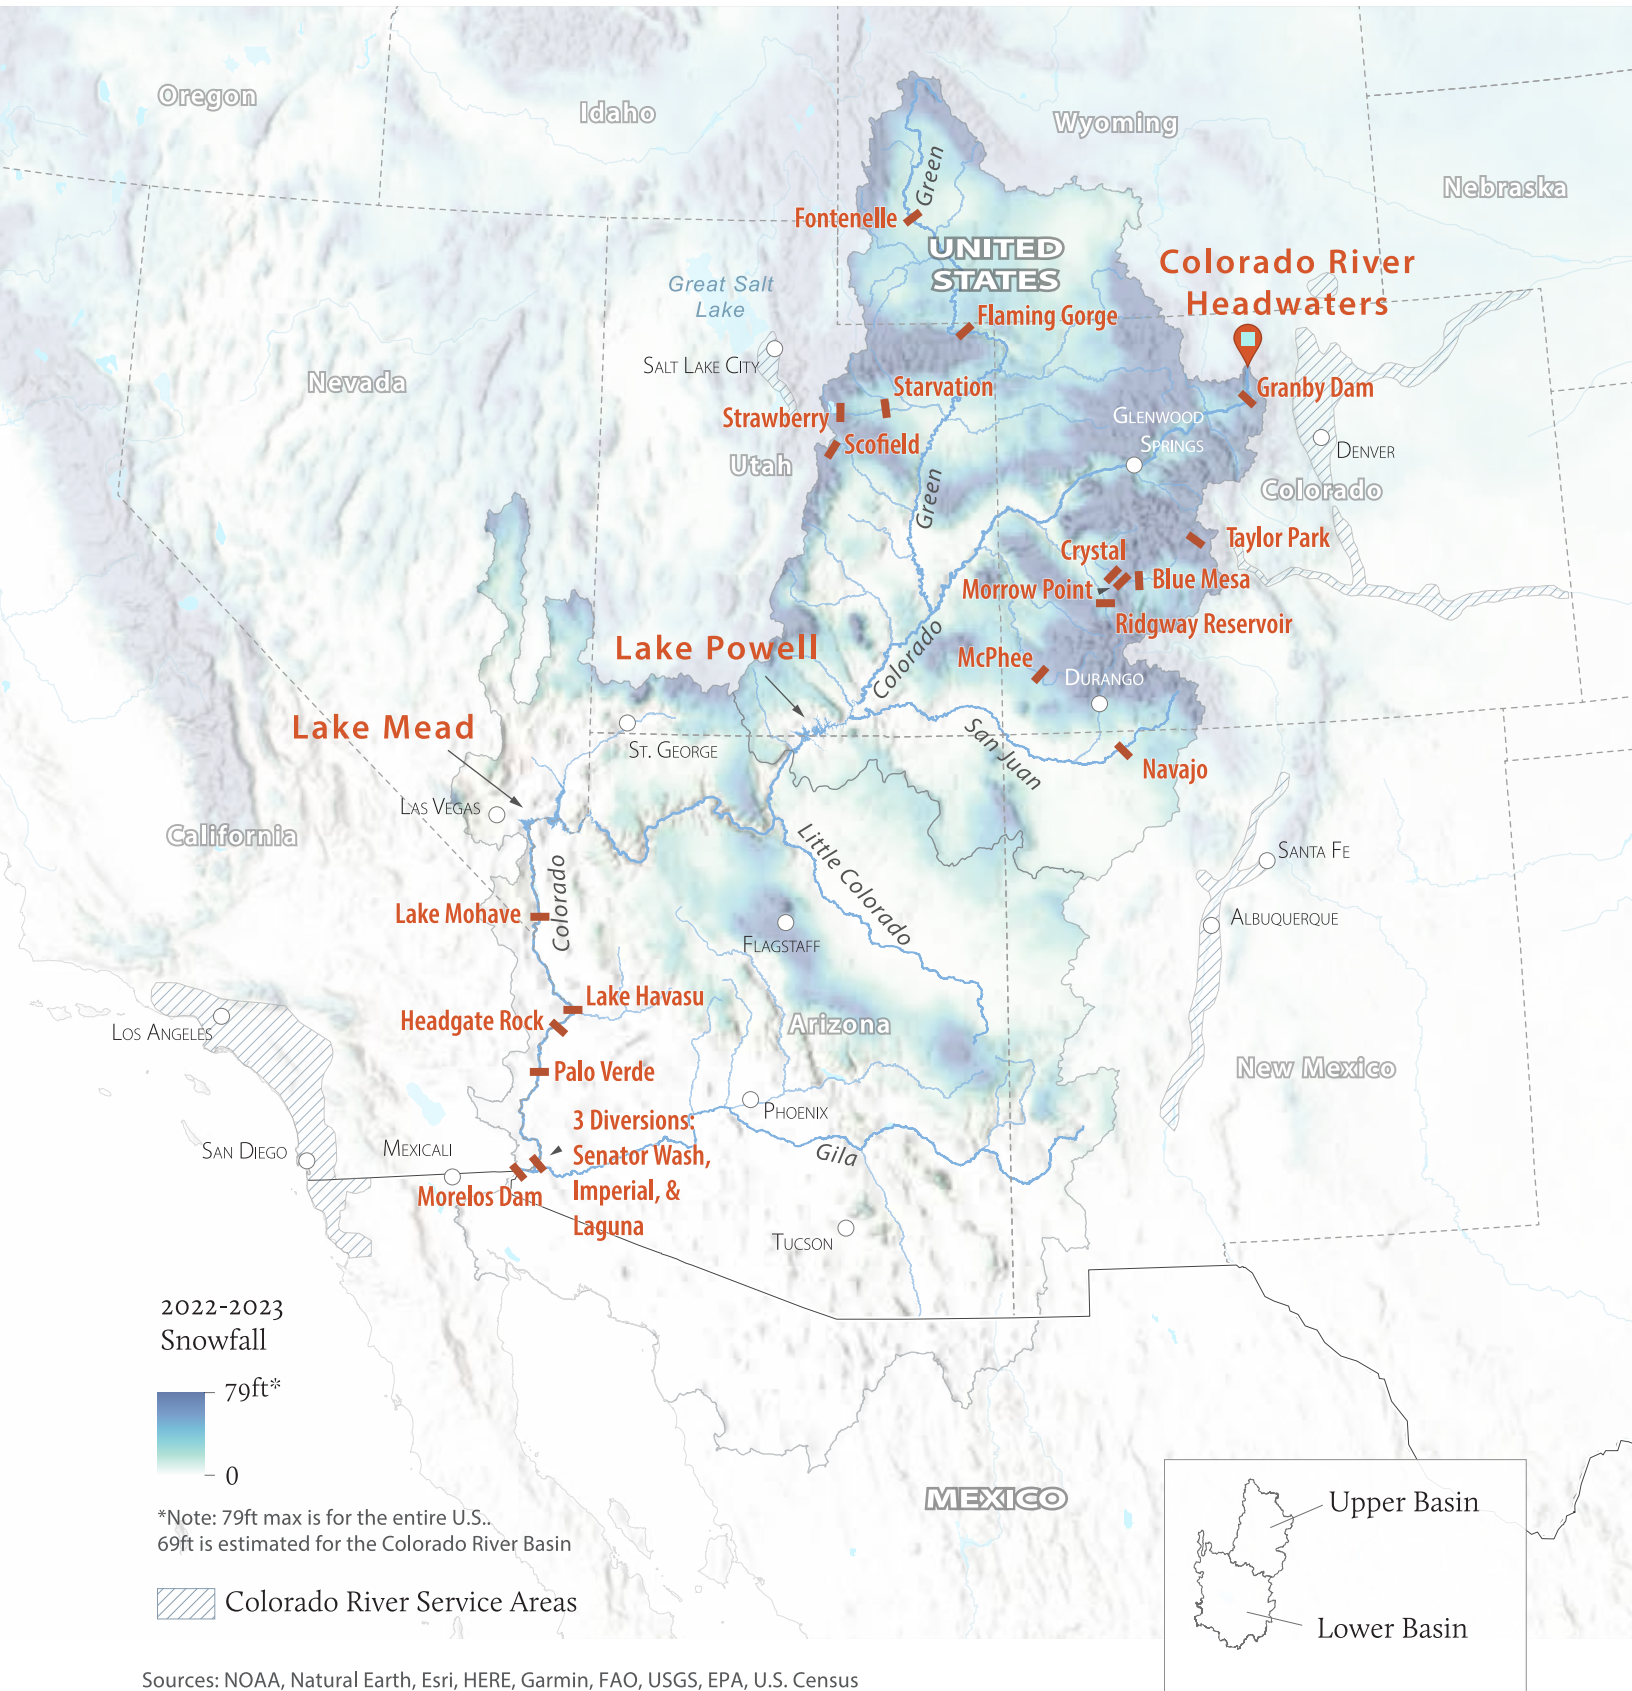 Oregon
Idaho
Wyoming
Nebraska
Green
Fontenelle
UNITED
STATES
Colorado River
Headwaters
Great Salt
Lake
Flaming Gorge
Salt Lake City
Nevada
Starvation
Strawberry
Scofield
Utah
Granby Dam
Glenwood
Springs
Denver
Colorado
Green
Taylor Park
Crystal
Morrow Point
Blue Mesa
Ridgway Reservoir
Lake Powell
Colorado
McPhee
Durango
Lake Mead
St. George
San Juan
Navajo
Las Vegas
California
Little Colorado
Santa Fe
Colorado
Lake Mohave
Flagstaff
Albuquerque
Lake Havasu
Headgate Rock
Los Angeles
Arizona
New Mexico
Palo Verde
Phoenix
3 Diversions:
Senator Wash,
Imperial, &
Laguna
San Diego
Mexicali
Gila
Morelos Dam
Tucson
2022-2023
Snowfall
79ft*
0
*Note: 79ft max is for the entire U.S..
69ft is estimated for the Colorado River Basin
Colorado River Service Areas
MEXICO
Upper Basin
Lower Basin
Sources: NOAA, Natural Earth, Esri, HERE, Garmin, FAO, USGS, EPA, U.S. Census